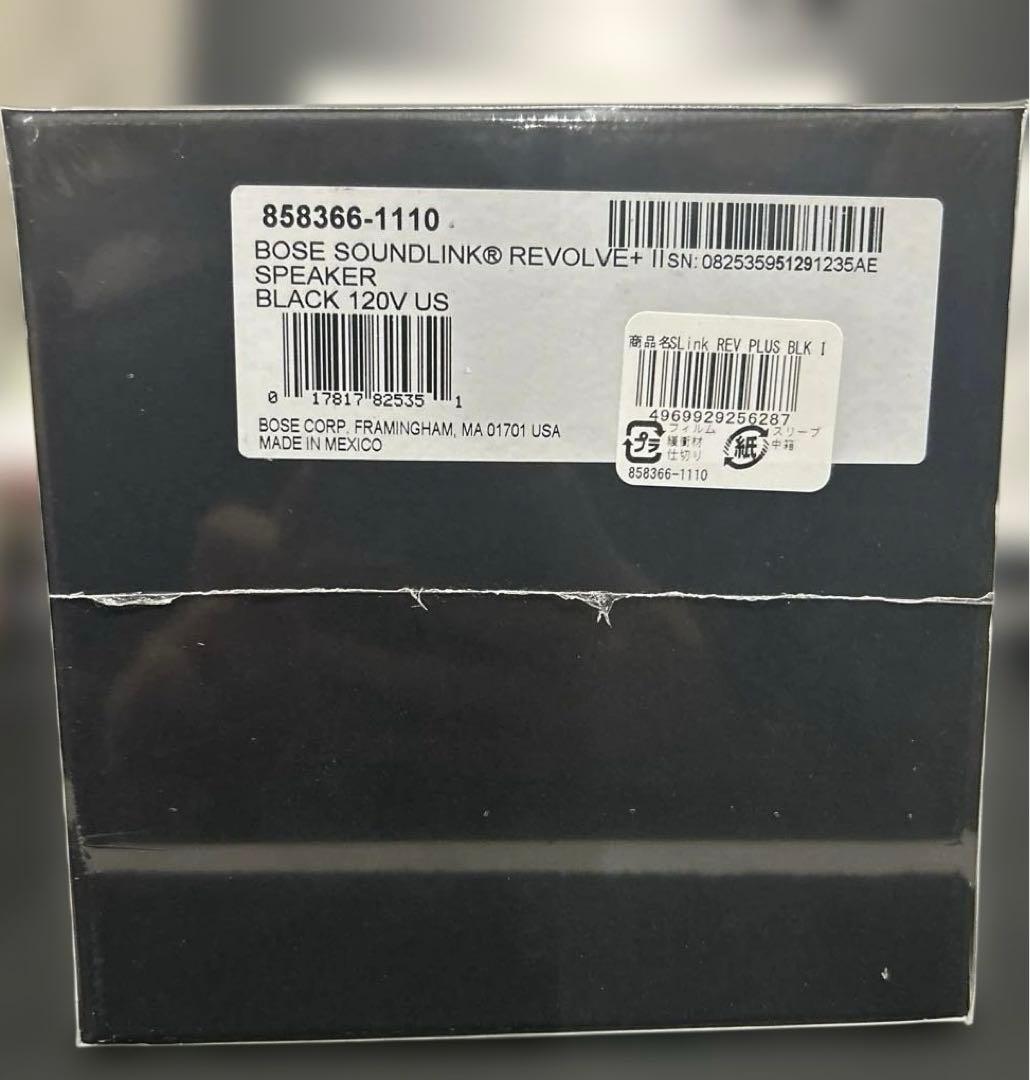 858366-1110
BOSE SOUNDLINK® REVOLVE+ II
SPEAKER
BLACK 120V US
SN: 082535951291235AE
0 17817 82535 1
BOSE CORP. FRAMINGHAM, MA 01701 USA
MADE IN MEXICO
商品名SLink REV PLUS BLK I
4969929256287
プラ
フィルム
緩衝材
仕切り
紙
スリーブ
中箱
858366-1110